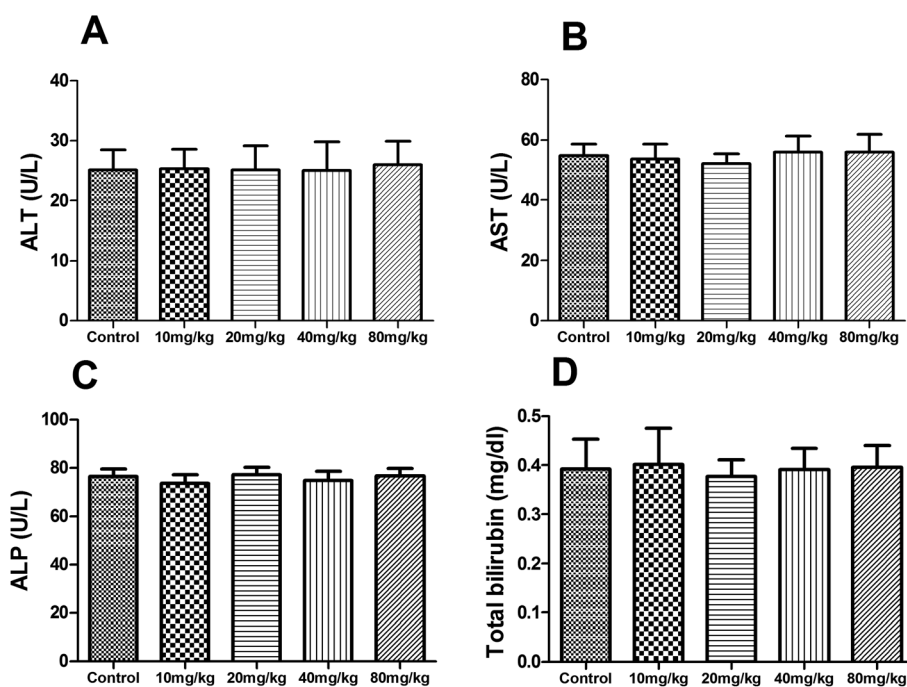 A
ALT (U/L)
40
30
20
10
0
Control 10mg/kg 20mg/kg 40mg/kg 80mg/kg
B
AST (U/L)
80
60
40
20
0
Control 10mg/kg 20mg/kg 40mg/kg 80mg/kg
C
ALP (U/L)
100
80
60
40
20
0
Control 10mg/kg 20mg/kg 40mg/kg 80mg/kg
D
Total bilirubin (mg/dl)
0.5
0.4
0.3
0.2
0.1
0.0
Control 10mg/kg 20mg/kg 40mg/kg 80mg/kg